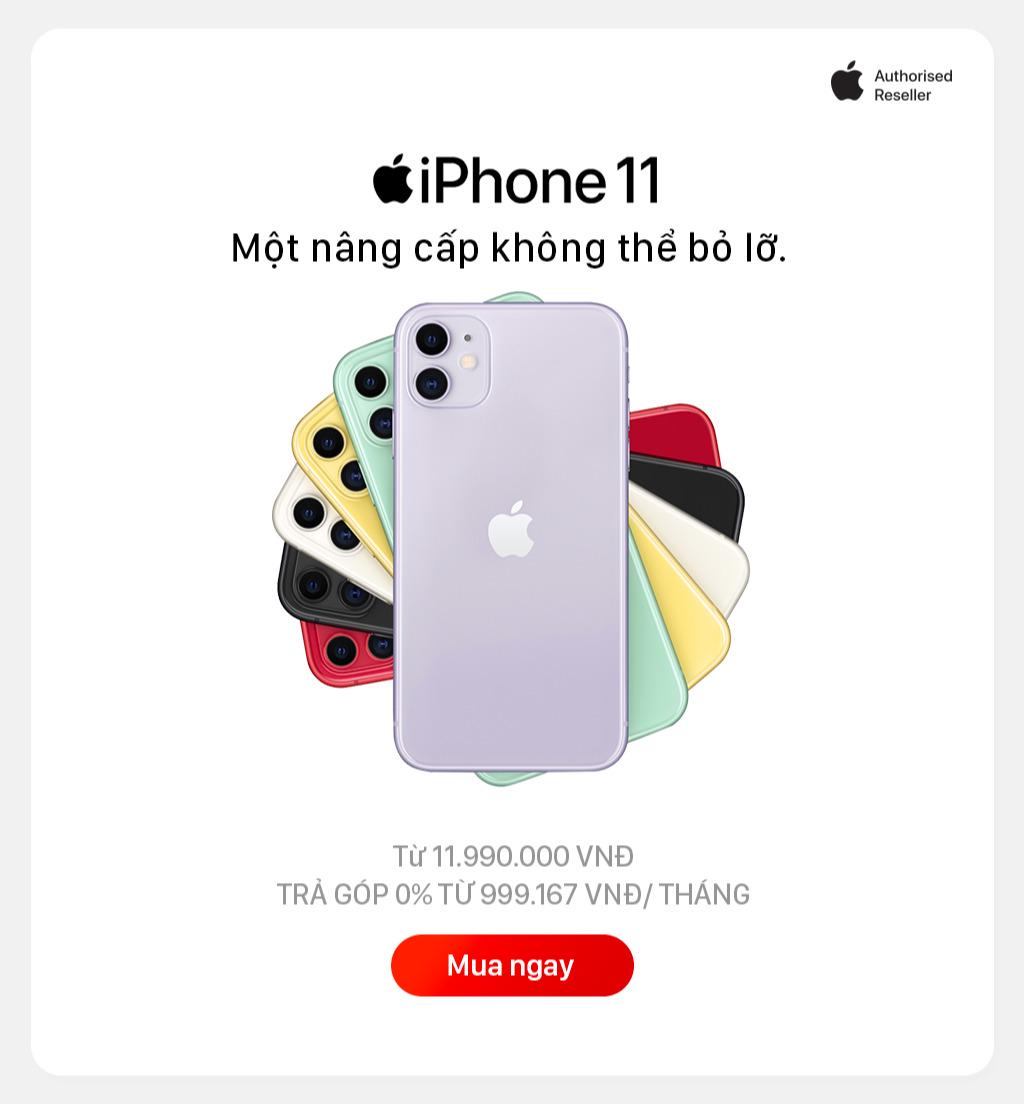 Authorised
Reseller
iPhone 11
Một nâng cấp không thể bỏ lỡ.
Từ 11.990.000 VNĐ
TRẢ GÓP 0% TỪ 999.167 VNĐ/ THÁNG
Mua ngay